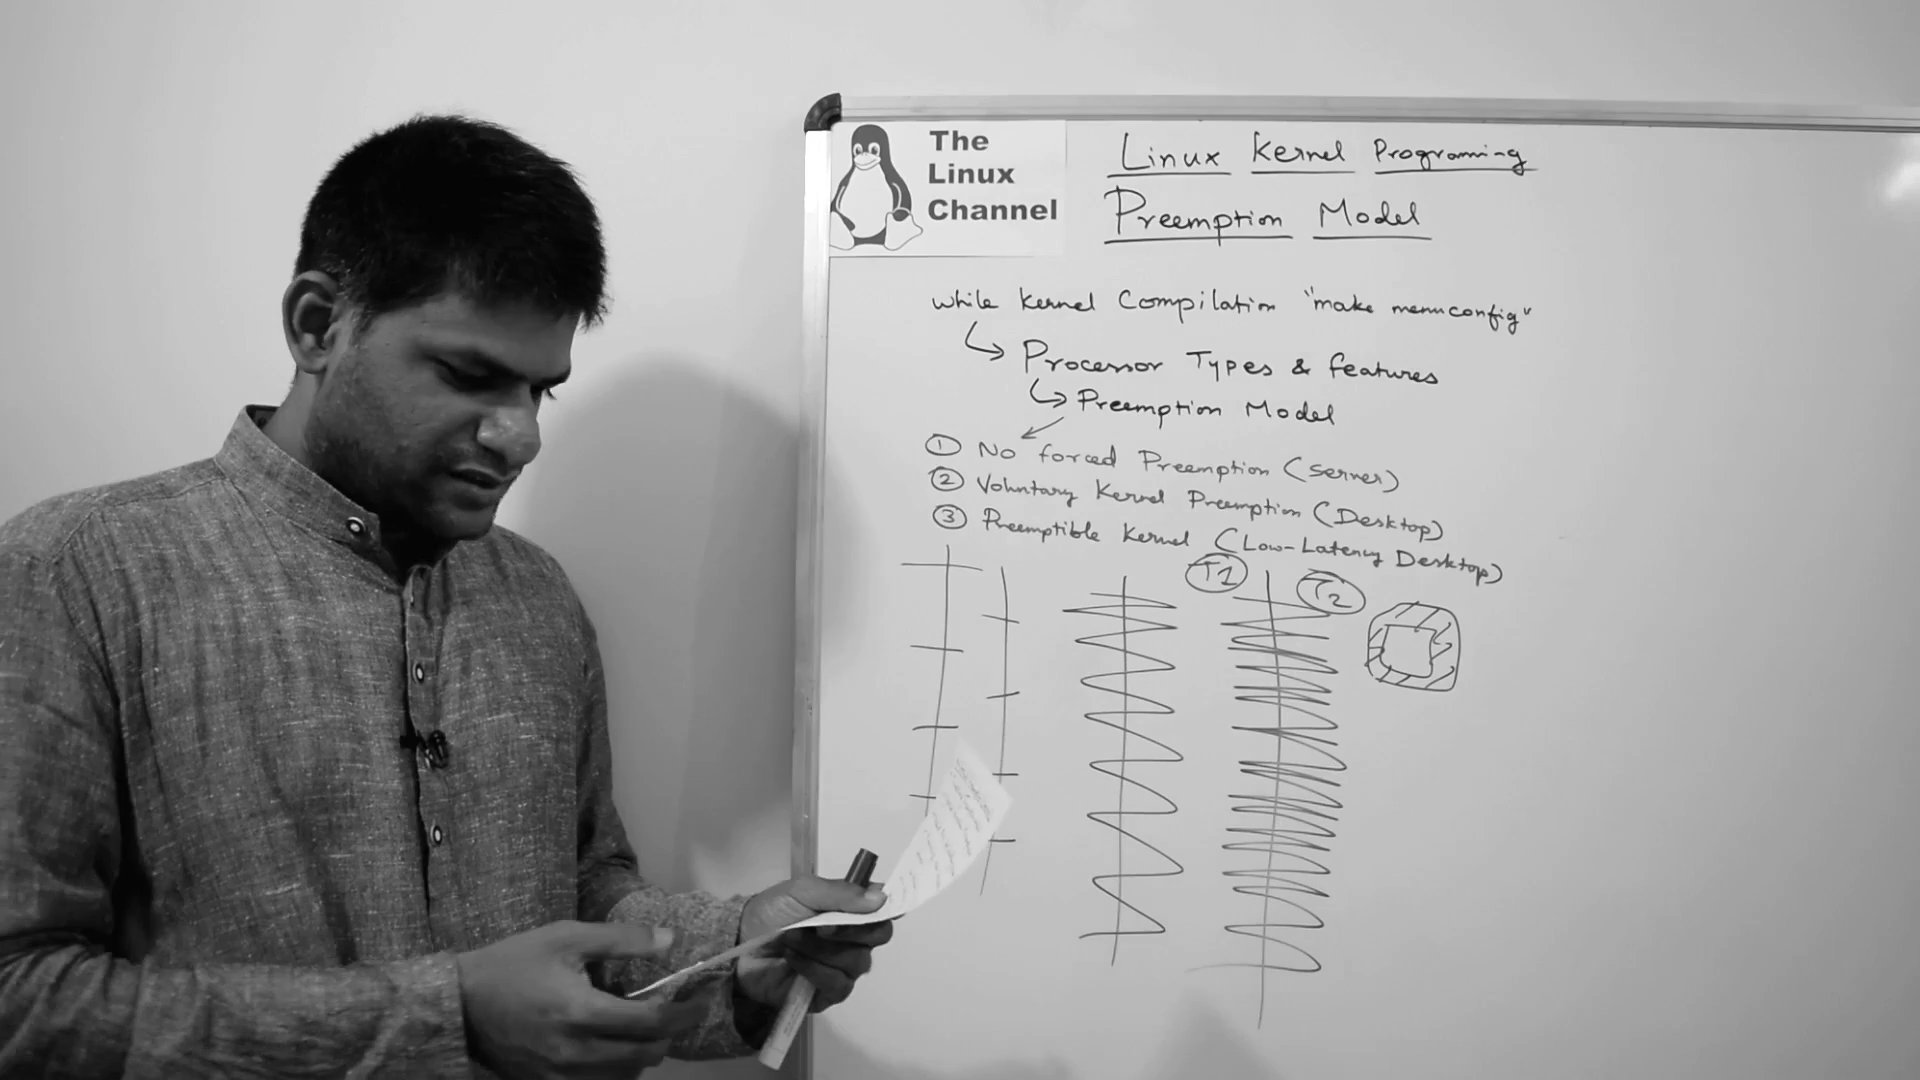 The
Linux
Channel
Linux Kernel Programing
Preemption Model
while Kernel Compilation "make menuconfig"
Processor Types & features
Preemption Model
① No forced Preemption (Server)
② Voluntary Kernel Preemption (Desktop)
③ Preemptible Kernel (Low-Latency Desktop)
T1
T2